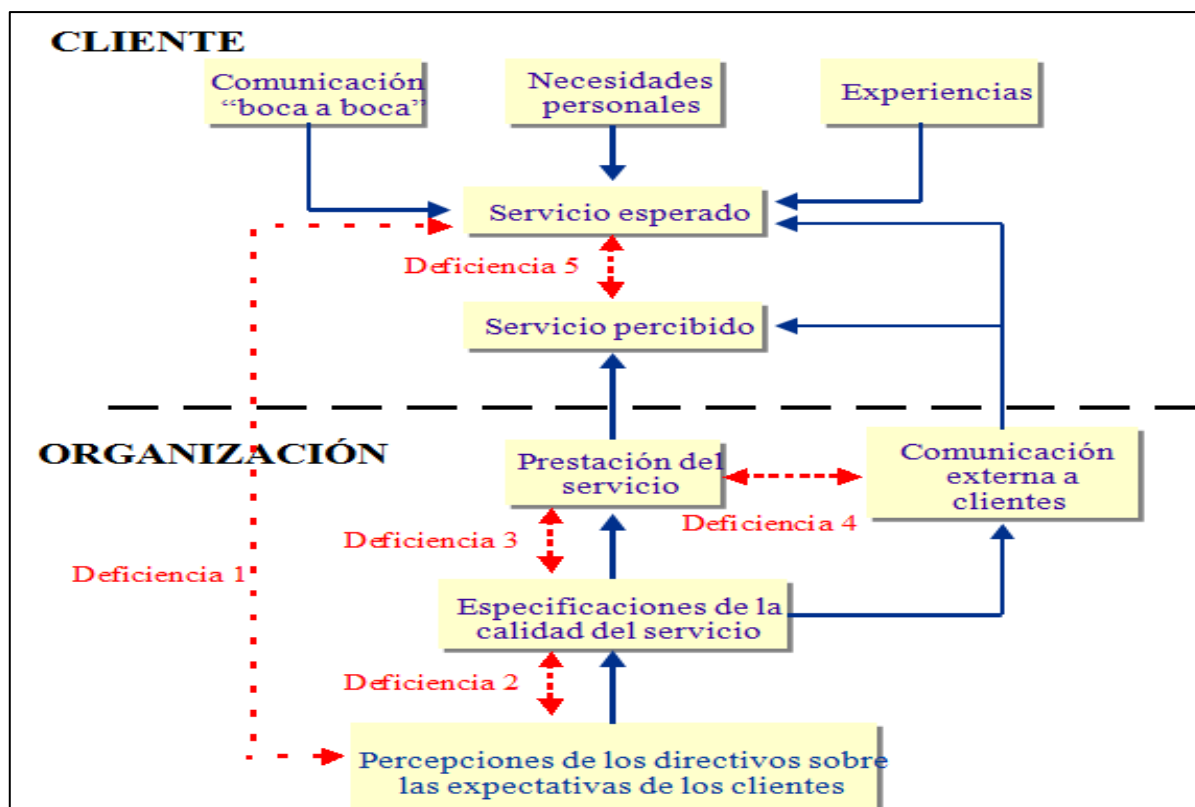 CLIENTE
Comunicación
“boca a boca”
Necesidades
personales
Experiencias
Servicio esperado
Deficiencia 5
Servicio percibido
ORGANIZACIÓN
Prestación del
servicio
Comunicación
externa a
clientes
Deficiencia 4
Deficiencia 3
Deficiencia 1
Especificaciones de la
calidad del servicio
Deficiencia 2
Percepciones de los directivos sobre
las expectativas de los clientes